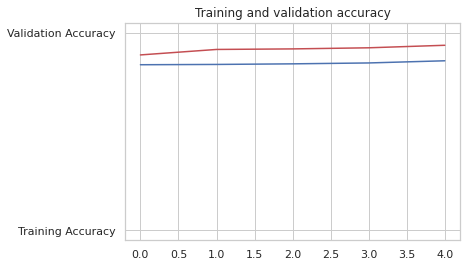 Training and validation accuracy
Validation Accuracy
Training Accuracy
0.0 0.5 1.0 1.5 2.0 2.5 3.0 3.5 4.0